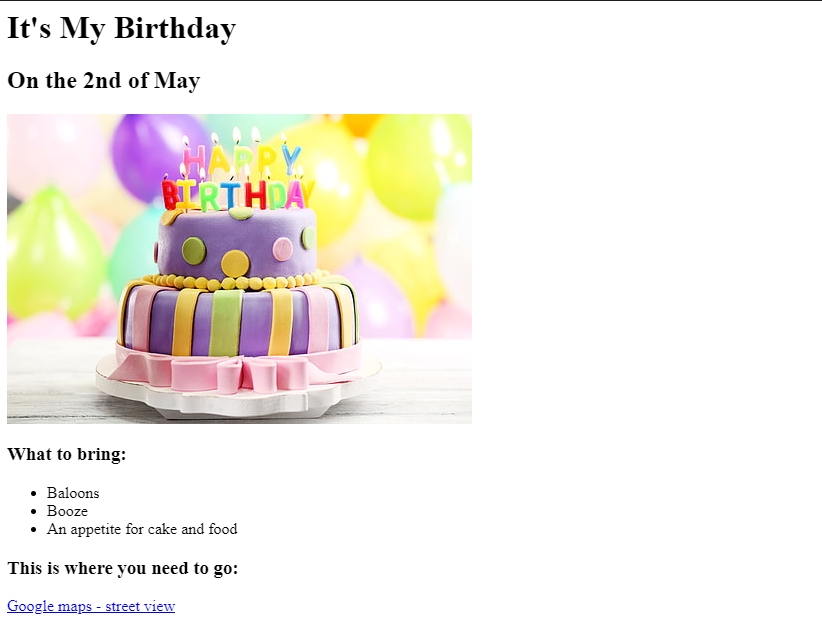 It's My Birthday
On the 2nd of May
HAPPY
BIRTHDAY
What to bring:
Baloons
Booze
An appetite for cake and food
This is where you need to go:
Google maps - street view